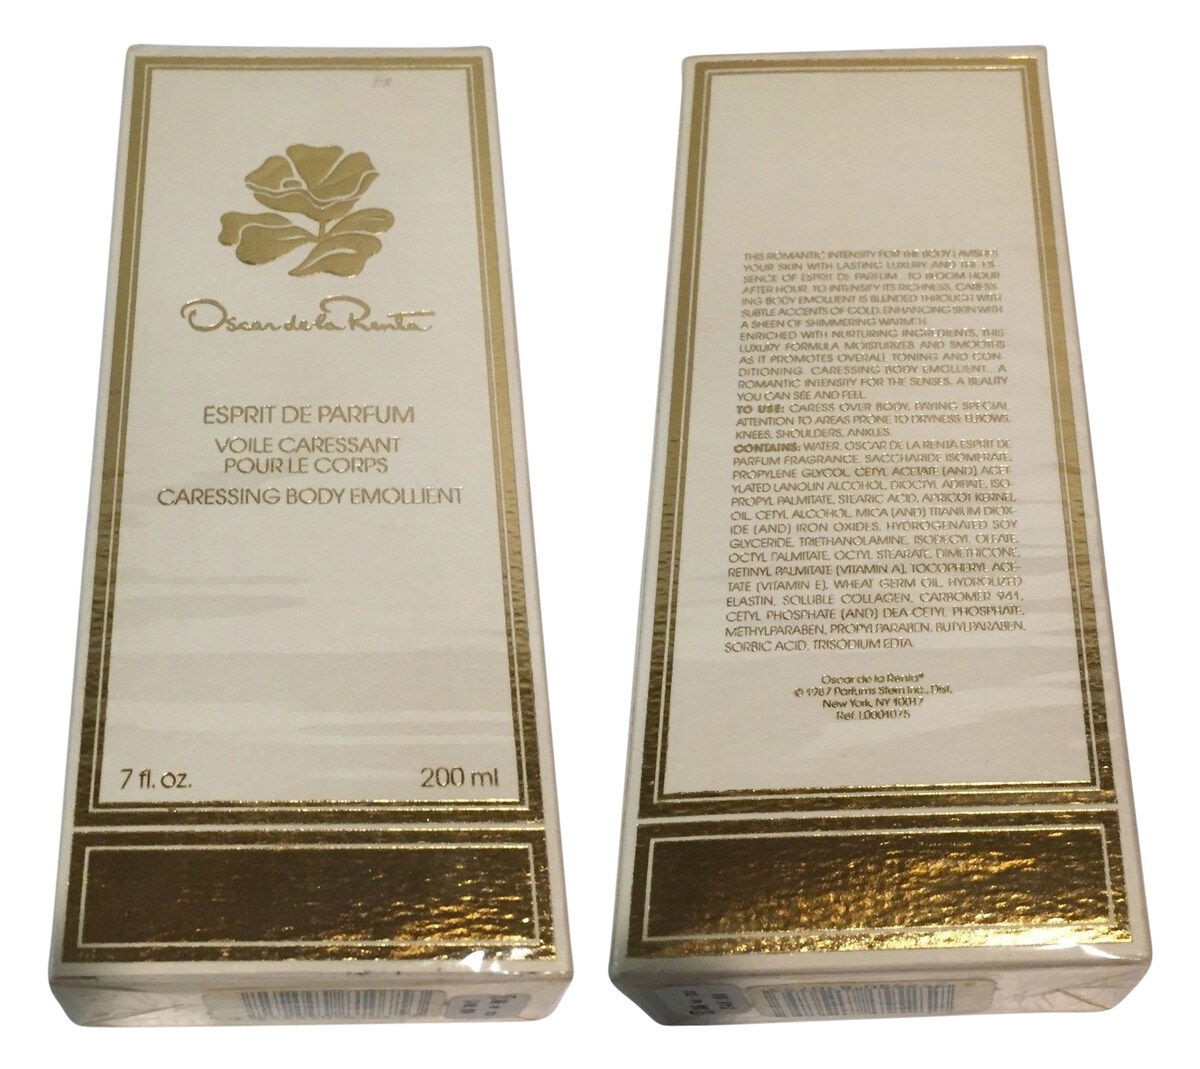 Oscar de la Renta
ESPRIT DE PARFUM
VOILE CARESSANT
POUR LE CORPS
CARESSING BODY EMOLLIENT
7 fl. oz. 200 ml
THIS ROMANTIC INTENSITY FOR THE BODY LAVISHES
YOUR SKIN WITH LASTING LUXURY AND THE ES-
SENCE OF ESPRIT DE PARFUM...TO BLOOM HOUR
AFTER HOUR. TO INTENSIFY ITS RICHNESS, CARESS-
ING BODY EMOLLIENT IS BLENDED THROUGH WITH
SUBTLE ACCENTS OF GOLD, ENHANCING SKIN WITH
A SHEEN OF SHIMMERING WARMTH.
ENRICHED WITH NURTURING INGREDIENTS, THIS
LUXURY FORMULA MOISTURIZES AND SMOOTHS
AS IT PROMOTES OVERALL TONING AND CON-
DITIONING. CARESSING BODY EMOLLIENT...A
ROMANTIC INTENSITY FOR THE SENSES. A BEAUTY
YOU CAN SEE AND FEEL.
TO USE: CARESS OVER BODY, PAYING SPECIAL
ATTENTION TO AREAS PRONE TO DRYNESS: ELBOWS,
KNEES, SHOULDERS, ANKLES.
CONTAINS: WATER, OSCAR DE LA RENTA ESPRIT DE
PARFUM FRAGRANCE, SACCHARIDE ISOMERATE,
PROPYLENE GLYCOL, CETYL ACETATE (AND) ACET-
YLATED LANOLIN ALCOHOL, DIOCTYL ADIPATE, ISO-
PROPYL PALMITATE, STEARIC ACID, APRICOT KERNEL
OIL, CETYL ALCOHOL, MICA (AND) TITANIUM DIOX-
IDE (AND) IRON OXIDES, HYDROGENATED SOY
GLYCERIDE, TRIETHANOLAMINE, ISODECYL OLEATE,
OCTYL PALMITATE, OCTYL STEARATE, DIMETHICONE,
RETINYL PALMITATE (VITAMIN A), TOCOPHERYL ACE-
TATE (VITAMIN E), WHEAT GERM OIL, HYDROLIZED
ELASTIN, SOLUBLE COLLAGEN, CARBOMER 941,
CETYL PHOSPHATE (AND) DEA-CETYL PHOSPHATE,
METHYLPARABEN, PROPYLPARABEN, BUTYLPARABEN,
SORBIC ACID, TRISODIUM EDTA.
Oscar de la Renta®
© 1987 Parfums Stern Inc., Dist.
New York, NY 10017
Ref. L0001075